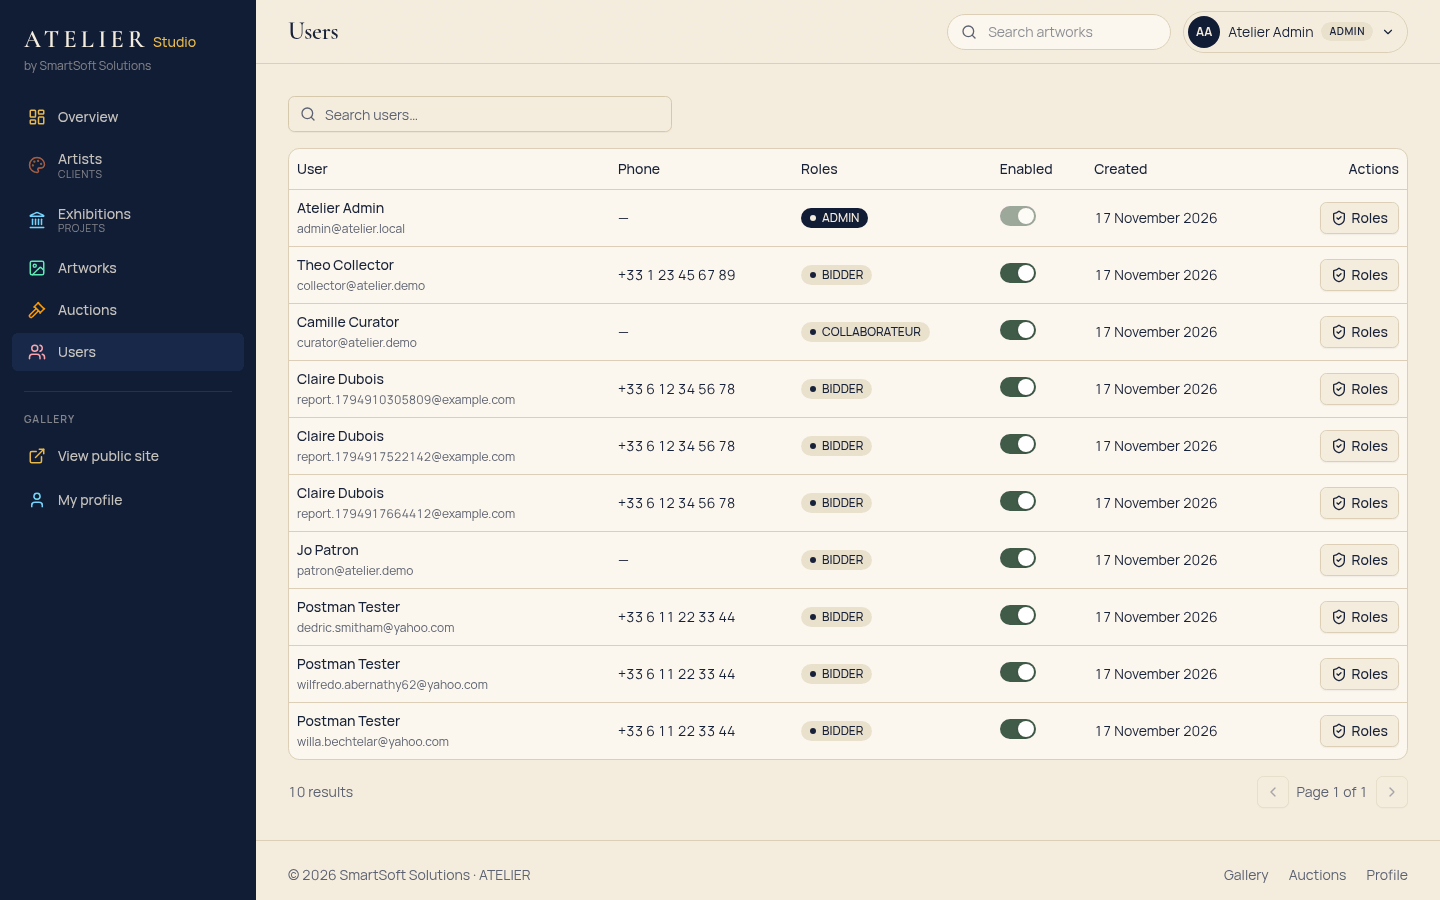 ATELIER Studio
by SmartSoft Solutions
Overview
Artists
CLIENTS
Exhibitions
PROJETS
Artworks
Auctions
Users
GALLERY
View public site
My profile
Users
Search artworks
AA Atelier Admin ADMIN
Search users...
User Phone Roles Enabled Created Actions
Atelier Admin
admin@atelier.local
— ADMIN 17 November 2026 Roles
Theo Collector
collector@atelier.demo
+33 1 23 45 67 89 BIDDER 17 November 2026 Roles
Camille Curator
curator@atelier.demo
— COLLABORATEUR 17 November 2026 Roles
Claire Dubois
report.1794910305809@example.com
+33 6 12 34 56 78 BIDDER 17 November 2026 Roles
Claire Dubois
report.1794917522142@example.com
+33 6 12 34 56 78 BIDDER 17 November 2026 Roles
Claire Dubois
report.1794917664412@example.com
+33 6 12 34 56 78 BIDDER 17 November 2026 Roles
Jo Patron
patron@atelier.demo
— BIDDER 17 November 2026 Roles
Postman Tester
dedric.smitham@yahoo.com
+33 6 11 22 33 44 BIDDER 17 November 2026 Roles
Postman Tester
wilfredo.abernathy62@yahoo.com
+33 6 11 22 33 44 BIDDER 17 November 2026 Roles
Postman Tester
willa.bechtelar@yahoo.com
+33 6 11 22 33 44 BIDDER 17 November 2026 Roles
10 results
Page 1 of 1
© 2026 SmartSoft Solutions · ATELIER
Gallery Auctions Profile